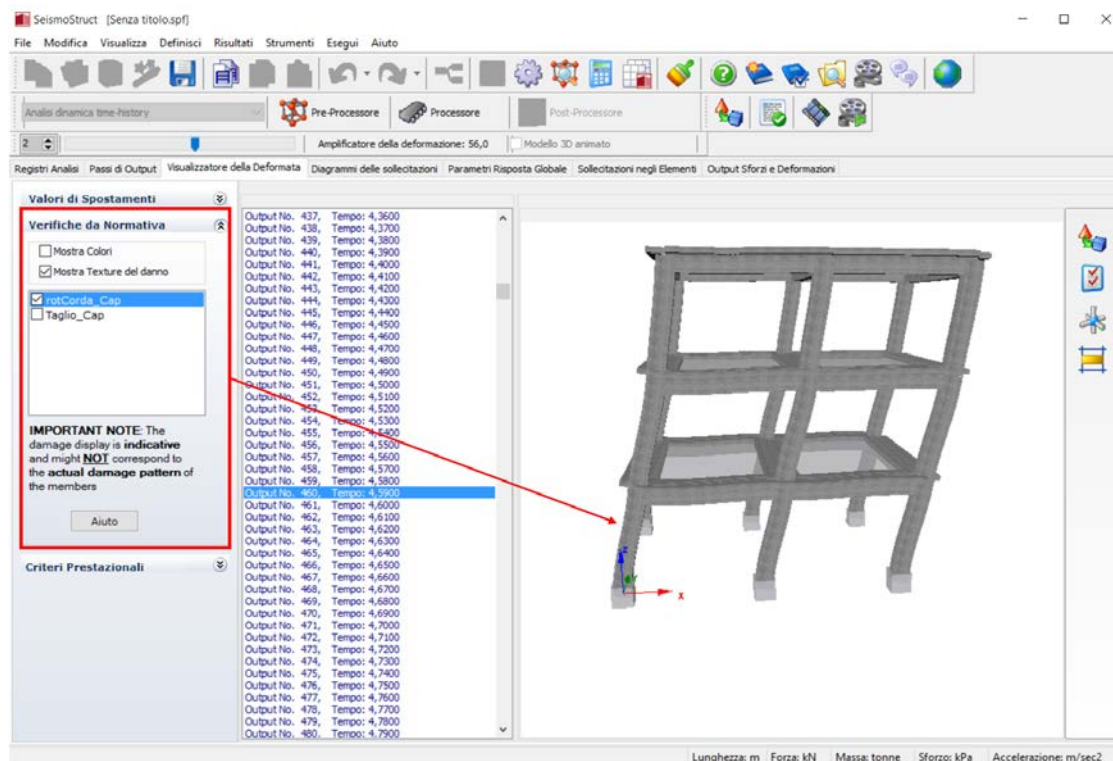 SeismoStruct [Senza titolo.spf]
File Modifica Visualizza Definisci Risultati Strumenti Esegui Aiuto
Analisi dinamica time-history
Pre-Processore
Processore
Post-Processore
2
Amplificatore della deformazione: 56,0
Modello 3D animato
Registri Analisi
Passi di Output
Visualizzatore della Deformata
Diagrammi delle sollecitazioni
Parametri Risposta Globale
Sollecitazioni negli Elementi
Output Sforzi e Deformazioni
Valori di Spostamenti
Verifiche da Normativa
Mostra Colori
Mostra Texture del danno
rotCorda_Cap
Taglio_Cap
IMPORTANT NOTE: The
damage display is indicative
and might NOT correspond to
the actual damage pattern of
the members
Aiuto
Criteri Prestazionali
Output No. 437, Tempo: 4,3600
Output No. 438, Tempo: 4,3700
Output No. 439, Tempo: 4,3800
Output No. 440, Tempo: 4,3900
Output No. 441, Tempo: 4,4000
Output No. 442, Tempo: 4,4100
Output No. 443, Tempo: 4,4200
Output No. 444, Tempo: 4,4300
Output No. 445, Tempo: 4,4400
Output No. 446, Tempo: 4,4500
Output No. 447, Tempo: 4,4600
Output No. 448, Tempo: 4,4700
Output No. 449, Tempo: 4,4800
Output No. 450, Tempo: 4,4900
Output No. 451, Tempo: 4,5000
Output No. 452, Tempo: 4,5100
Output No. 453, Tempo: 4,5200
Output No. 454, Tempo: 4,5300
Output No. 455, Tempo: 4,5400
Output No. 456, Tempo: 4,5500
Output No. 457, Tempo: 4,5600
Output No. 458, Tempo: 4,5700
Output No. 459, Tempo: 4,5800
Output No. 460, Tempo: 4,5900
Output No. 461, Tempo: 4,6000
Output No. 462, Tempo: 4,6100
Output No. 463, Tempo: 4,6200
Output No. 464, Tempo: 4,6300
Output No. 465, Tempo: 4,6400
Output No. 466, Tempo: 4,6500
Output No. 467, Tempo: 4,6600
Output No. 468, Tempo: 4,6700
Output No. 469, Tempo: 4,6800
Output No. 470, Tempo: 4,6900
Output No. 471, Tempo: 4,7000
Output No. 472, Tempo: 4,7100
Output No. 473, Tempo: 4,7200
Output No. 474, Tempo: 4,7300
Output No. 475, Tempo: 4,7400
Output No. 476, Tempo: 4,7500
Output No. 477, Tempo: 4,7600
Output No. 478, Tempo: 4,7700
Output No. 479, Tempo: 4,7800
Output No. 480, Tempo: 4,7900
Z
Y
X
Lunghezza: m Forza: kN Massa: tonne Sforzo: kPa Accelerazione: m/sec2